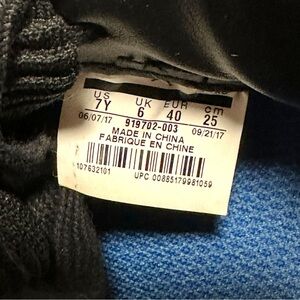 US UK EUR cm
7Y 6 40 25
06/07/17 919702-003 09/21/17
MADE IN CHINA
FABRIQUE EN CHINE
107632101
UPC 00885179981059